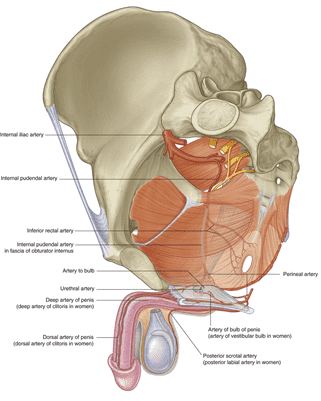 Internal iliac artery
Internal pudendal artery
Inferior rectal artery
Internal pudendal artery
in fascia of obturator internus
Artery to bulb
Perineal artery
Urethral artery
Deep artery of penis
(deep artery of clitoris in women)
Artery of bulb of penis
(artery of vestibular bulb in women)
Dorsal artery of penis
(dorsal artery of clitoris in women)
Posterior scrotal artery
(posterior labial artery in women)